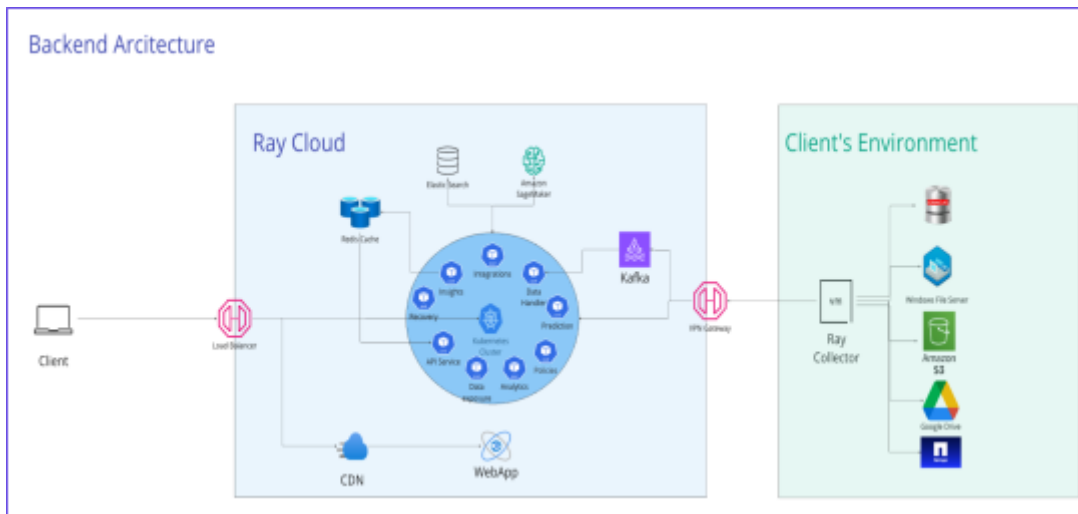 Backend Arcitecture
Ray Cloud
Client's Environment
Elastic Search
Amazon
SageMaker
Redis Cache
Integrations
Kafka
Insights
Data
Handler
Windows File Server
Recovery
Prediction
Load Balancer
VPN Gateway
Kubernetes
Cluster
Ray
Collector
Client
API Service
Policies
Amazon
S3
Data
exposure
Analytics
Google Drive
CDN
WebApp